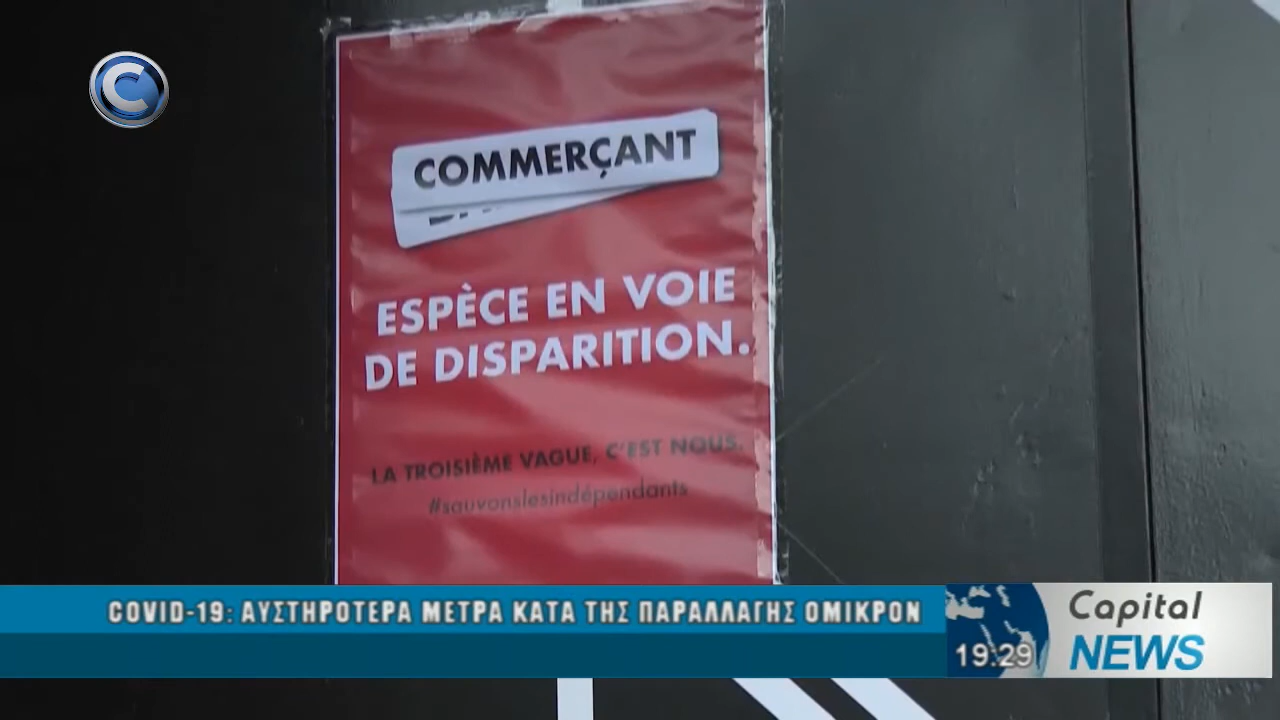 C
COMMERÇANT
ESPÈCE EN VOIE
DE DISPARITION.
LA TROISIÈME VAGUE, C'EST NOUS.
#sauvonslesindépendants
COVID-19: ΑΥΣΤΗΡΟΤΕΡΑ ΜΕΤΡΑ ΚΑΤΑ ΤΗΣ ΠΑΡΑΛΛΑΓΗΣ ΟΜΙΚΡΟΝ
19:29
Capital
NEWS